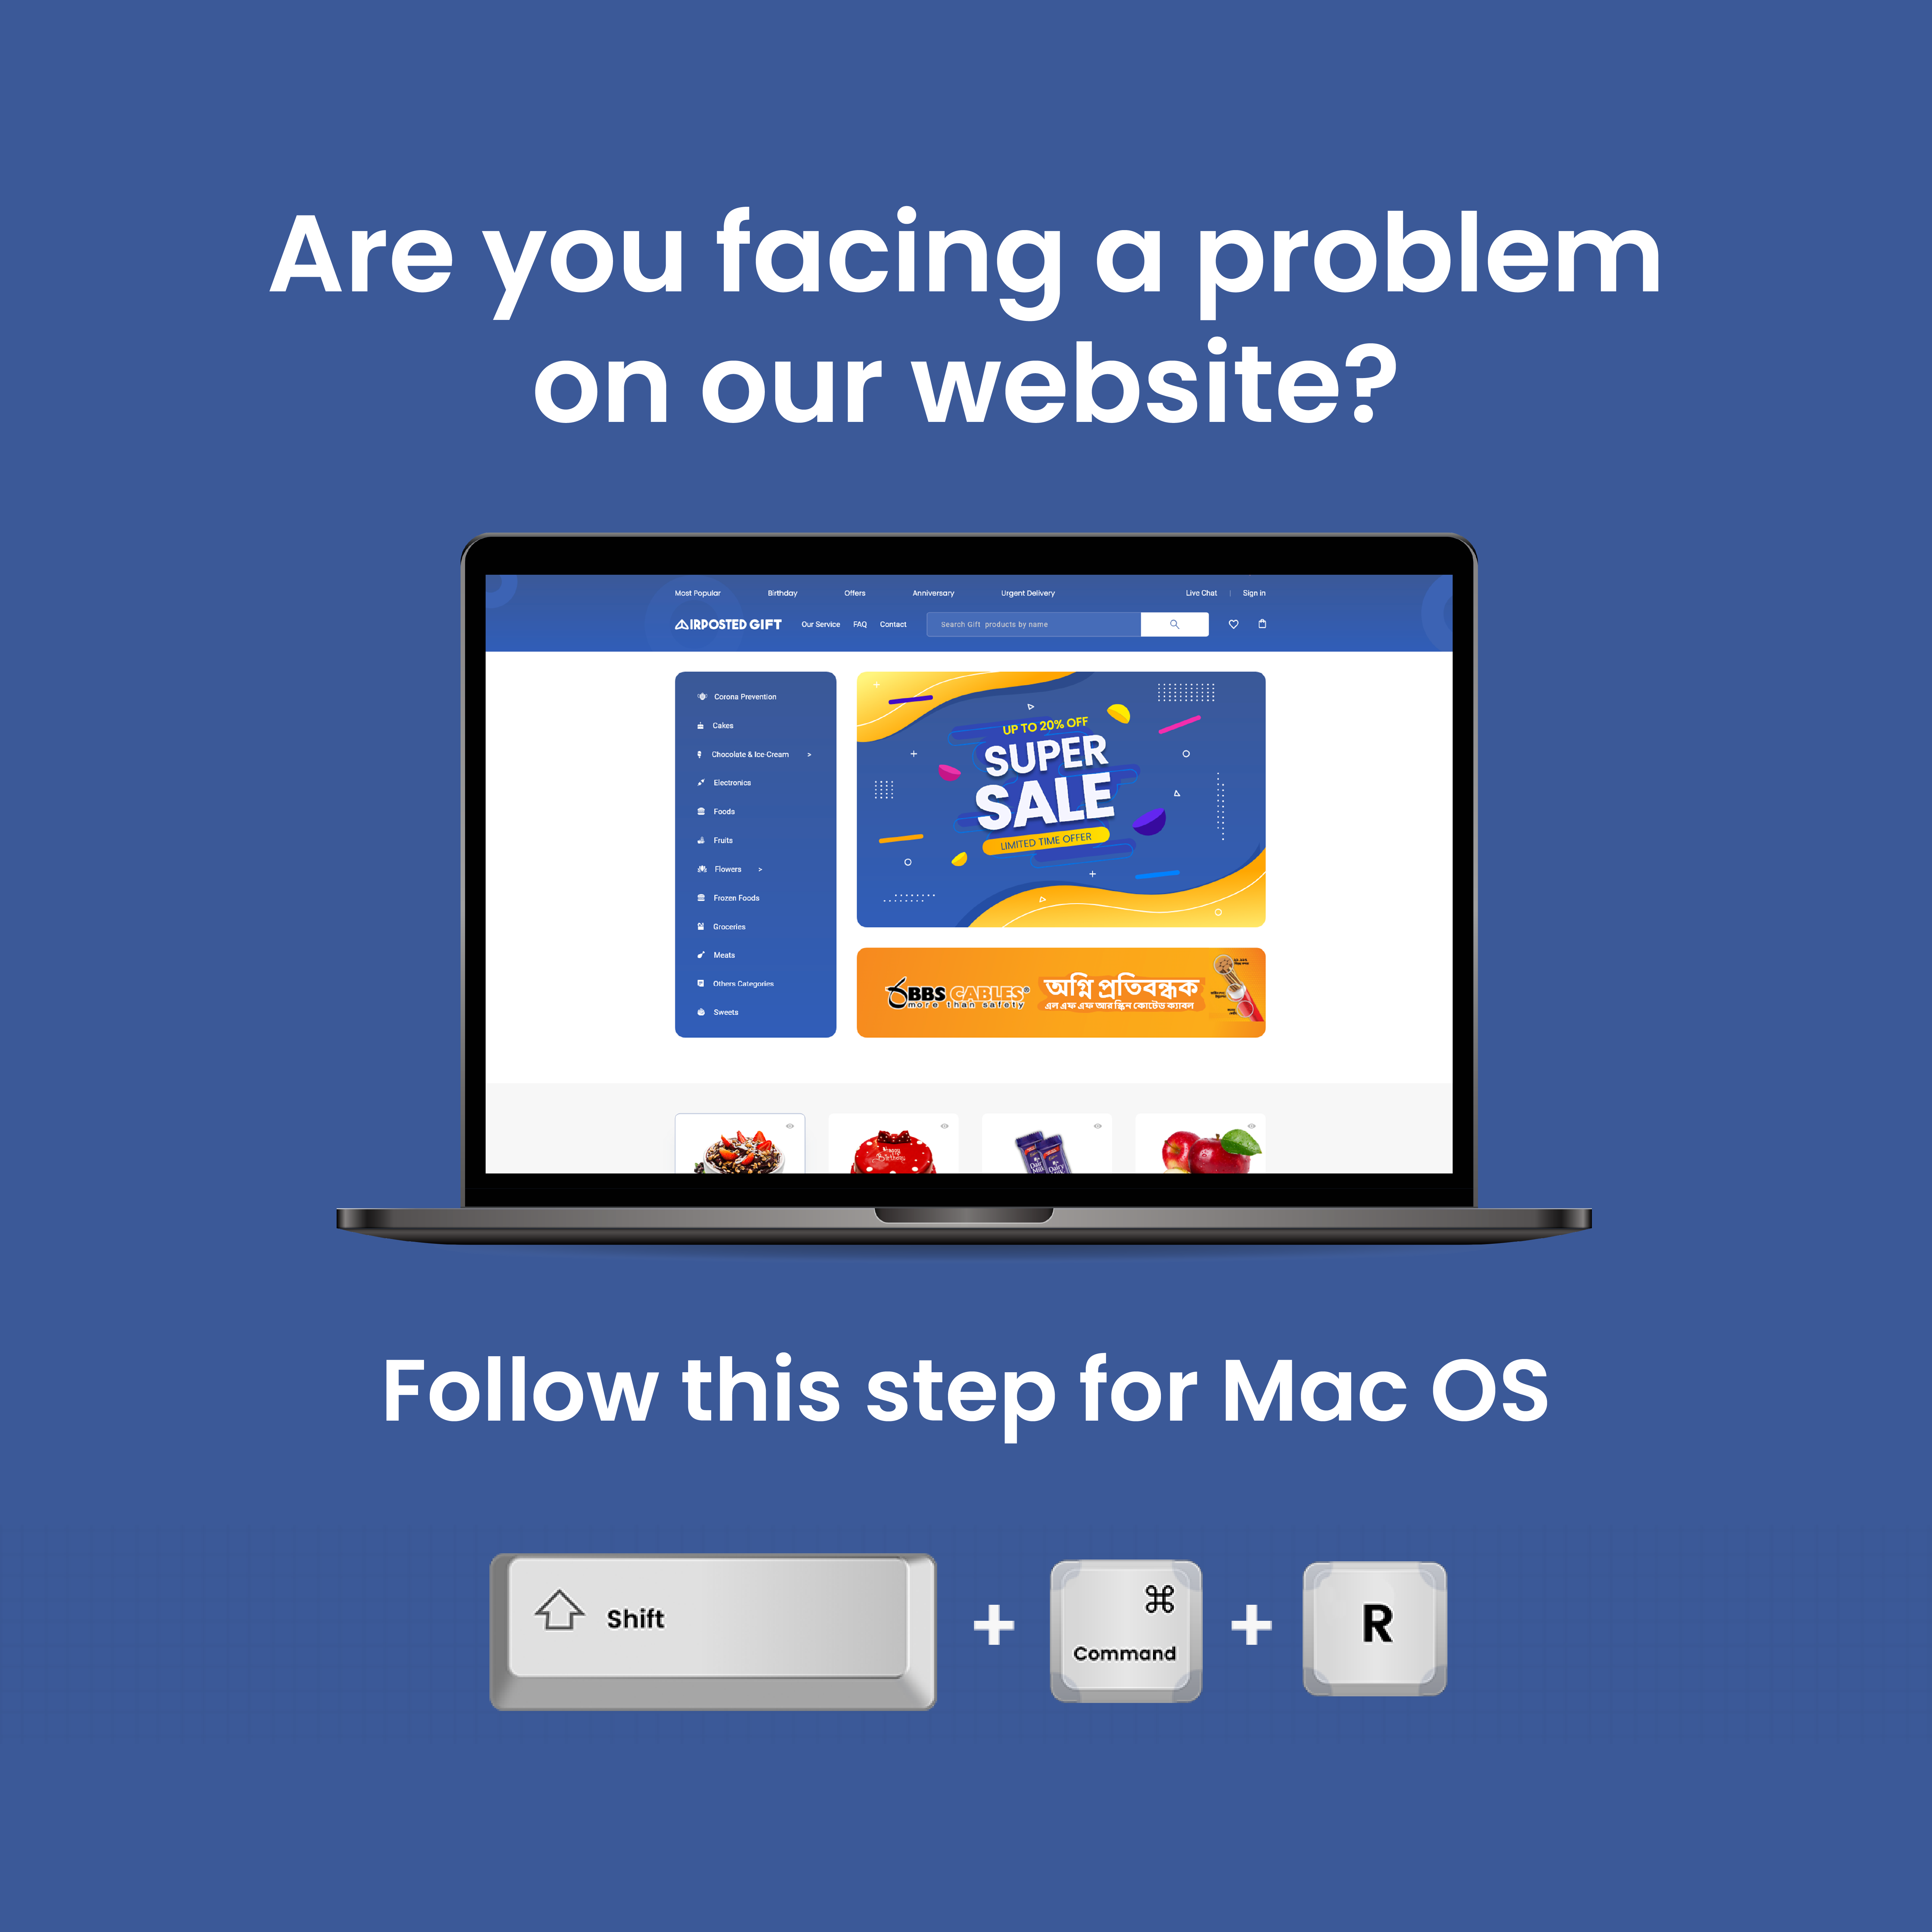 Are you facing a problem
on our website?
Most Popular Birthday Offers Anniversary Urgent Delivery Live Chat | Sign in
AIRPOSTED GIFT Our Service FAQ Contact Search Gift products by name
Corona Prevention
Cakes
Chocolate & Ice-Cream >
Electronics
Foods
Fruits
Flowers >
Frozen Foods
Groceries
Meats
Others Categories
Sweets
UP TO 20% OFF
SUPER
SALE
LIMITED TIME OFFER
BBS CABLES®
more than safety
অগ্নি প্রতিবন্ধক
এল এফ এফ আর স্কিন কোটেড ক্যাবল
Happy
Birthday
Dairy
Follow this step for Mac OS
Shift + ⌘ Command + R